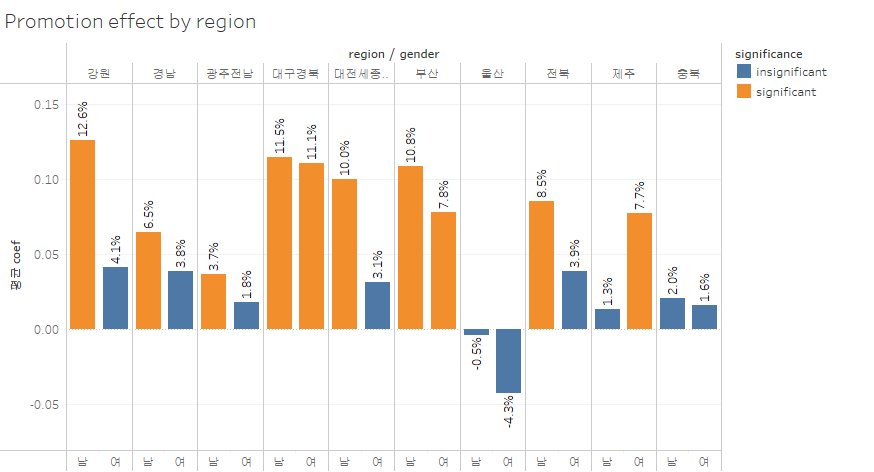 Promotion effect by region
region / gender
강원 경남 광주전남 대구경북 대전세종.. 부산 울산 전북 제주 충북
significance
insignificant
significant
평균 coef
0.15
0.10
0.05
0.00
-0.05
12.6% 4.1% 6.5% 3.8% 3.7% 1.8% 11.5% 11.1% 10.0% 3.1% 10.8% 7.8% -0.5% -4.3% 8.5% 3.9% 1.3% 7.7% 2.0% 1.6%
남 여 남 여 남 여 남 여 남 여 남 여 남 여 남 여 남 여 남 여